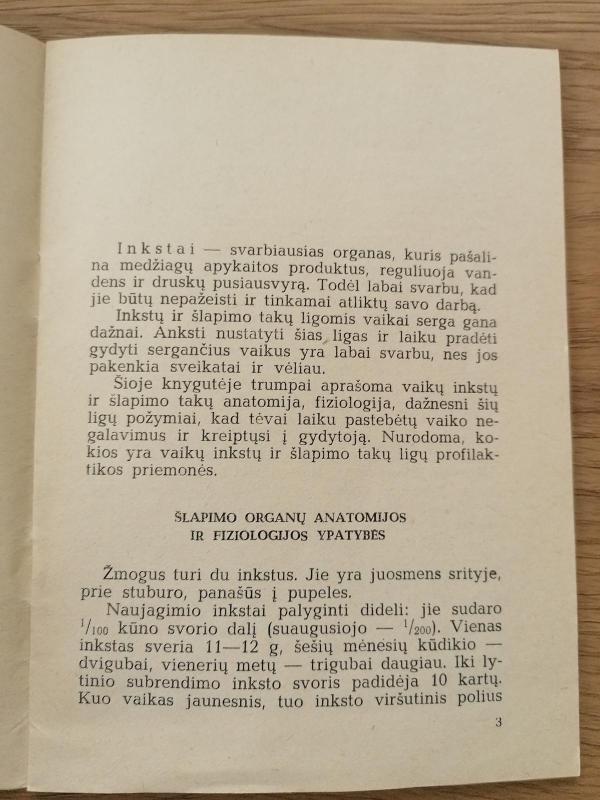 Inkstai — svarbiausias organas, kuris pašali-
na medžiagų apykaitos produktus, reguliuoja van-
dens ir druskų pusiausvyrą. Todėl labai svarbu, kad
jie būtų nepažeisti ir tinkamai atliktų savo darbą.
Inkstų ir šlapimo takų ligomis vaikai serga gana
dažnai. Anksti nustatyti šias ligas ir laiku pradėti
gydyti sergančius vaikus yra labai svarbu, nes jos
pakenkia sveikatai ir vėliau.
Šioje knygutėje trumpai aprašoma vaikų inkstų
ir šlapimo takų anatomija, fiziologija, dažnesni šių
ligų požymiai, kad tėvai laiku pastebėtų vaiko ne-
galavimus ir kreiptųsi į gydytoją. Nurodoma, ko-
kios yra vaikų inkstų ir šlapimo takų ligų profilak-
tikos priemonės.
ŠLAPIMO ORGANŲ ANATOMIJOS
IR FIZIOLOGIJOS YPATYBĖS
Žmogus turi du inkstus. Jie yra juosmens srityje,
prie stuburo, panašūs į pupeles.
Naujagimio inkstai palyginti dideli: jie sudaro
1/100 kūno svorio dalį (suaugusiojo — 1/200). Vienas
inkstas sveria 11—12 g, šešių mėnesių kūdikio —
dvigubai, vienerių metų — trigubai daugiau. Iki ly-
tinio subrendimo inksto svoris padidėja 10 kartų.
Kuo vaikas jaunesnis, tuo inksto viršutinis polius
3